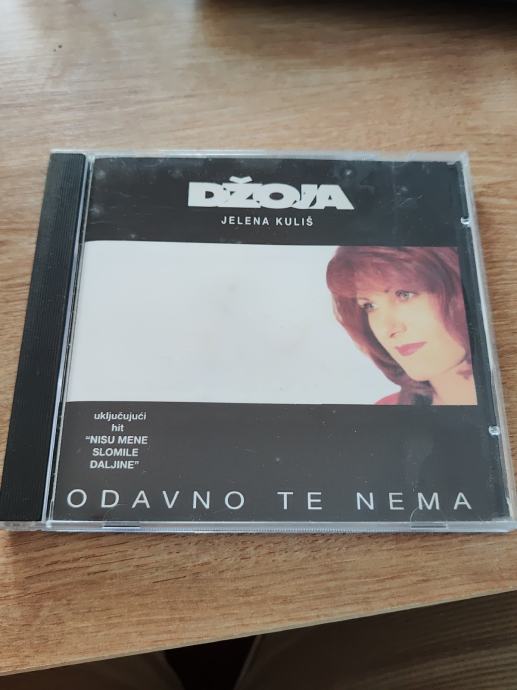 DŽOJA
JELENA KULIŠ
uključujući
hit
"NISU MENE
SLOMILE
DALJINE"
ODAVNO TE NEMA